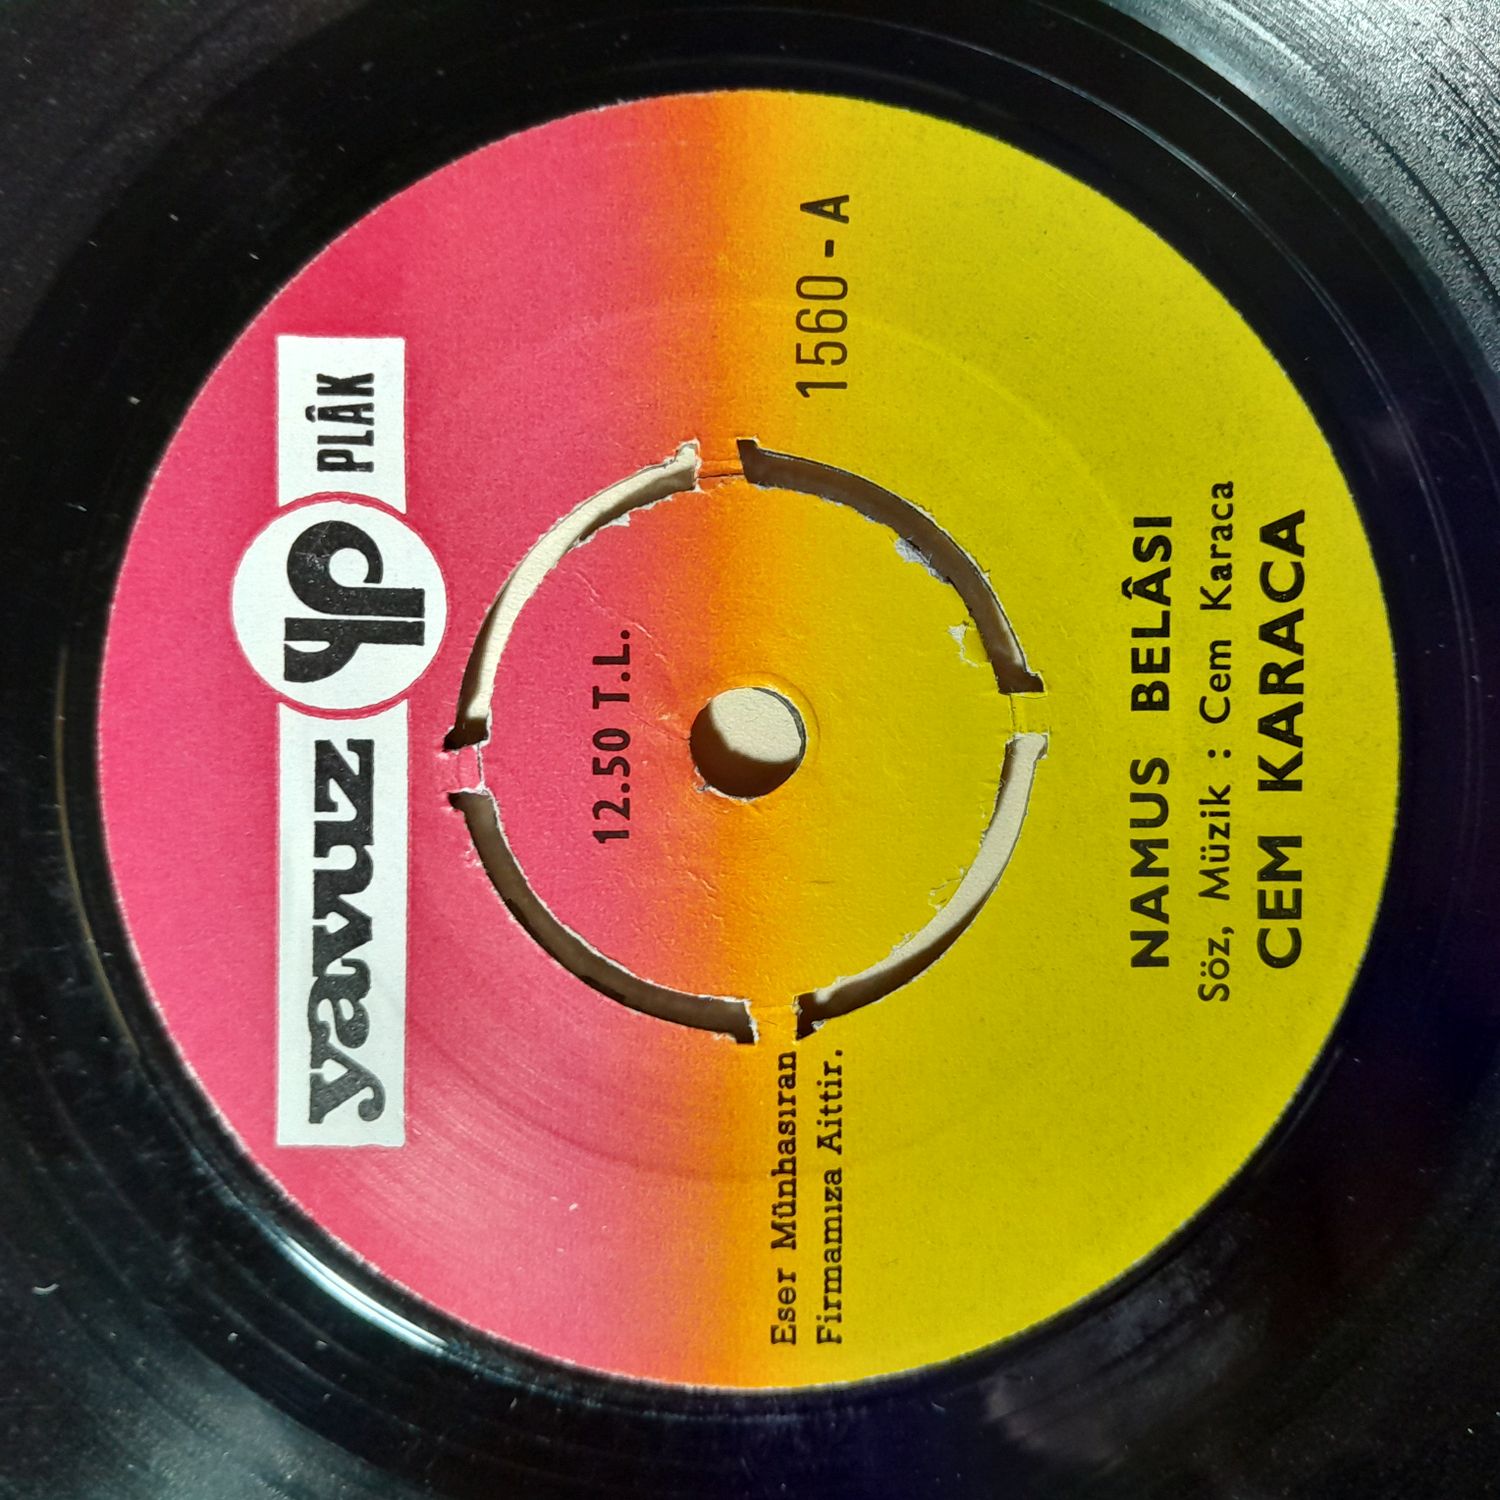 yavuz yp PLÂK
12.50 T.L.
Eser Münhasıran
Firmamıza Aittir.
1560 - A
NAMUS BELÂSI
Söz, Müzik : Cem Karaca
CEM KARACA